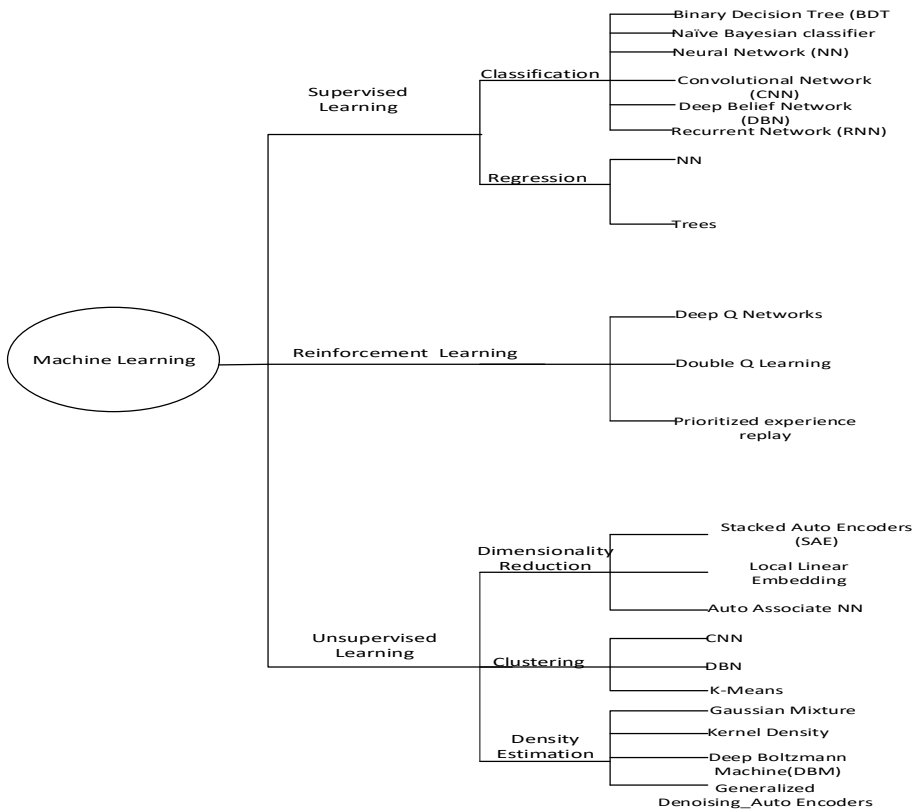 Machine Learning
Supervised
Learning
Classification
Binary Decision Tree (BDT
Naïve Bayesian classifier
Neural Network (NN)
Convolutional Network
(CNN)
Deep Belief Network
(DBN)
Recurrent Network (RNN)
Regression
NN
Trees
Reinforcement Learning
Deep Q Networks
Double Q Learning
Prioritized experience
replay
Unsupervised
Learning
Dimensionality
Reduction
Stacked Auto Encoders
(SAE)
Local Linear
Embedding
Auto Associate NN
Clustering
CNN
DBN
K-Means
Density
Estimation
Gaussian Mixture
Kernel Density
Deep Boltzmann
Machine(DBM)
Generalized
Denoising_Auto Encoders